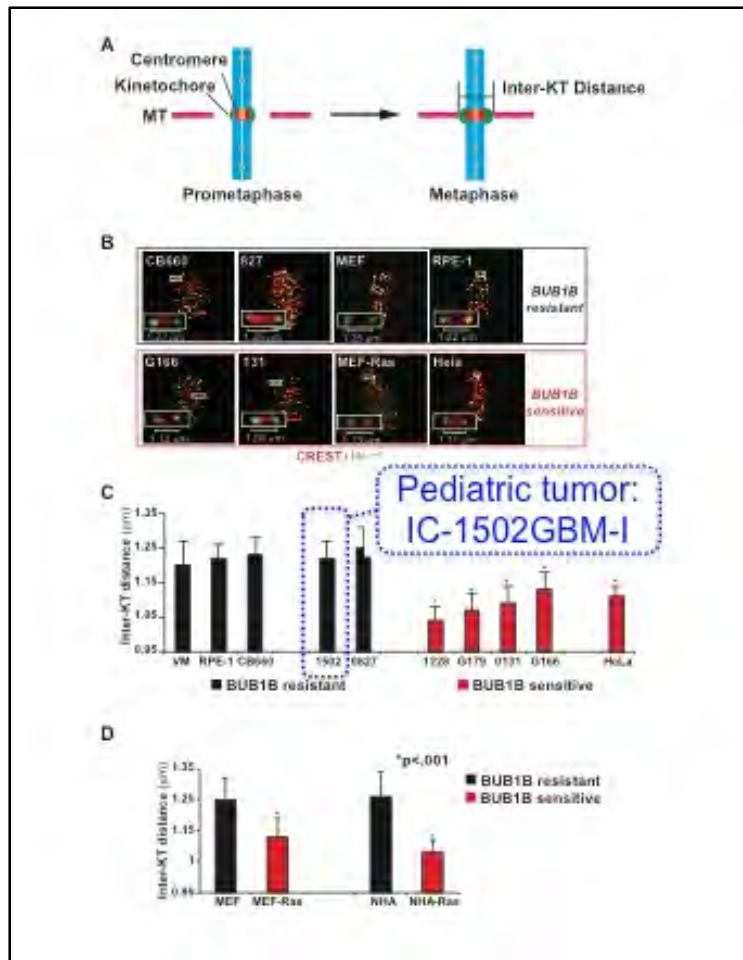 A
Centromere
Kinetochore
MT
Inter-KT Distance
Prometaphase
Metaphase
B
CB660
827
MEF
RPE-1
BUB1B
resistant
G166
131
MEF-Ras
Hela
BUB1B
sensitive
CREST
C
Pediatric tumor:
IC-1502GBM-I
Inter-KT distance (µm)
1.35
1.25
1.15
1.05
0.95
VM
RPE-1
CB660
1502
0827
1228
G179
0131
G166
HeLa
BUB1B resistant
BUB1B sensitive
D
*p<.001
BUB1B resistant
BUB1B sensitive
Inter-KT distance (µm)
1.35
1.25
1.15
1
0.95
MEF
MEF-Ras
NHA
NHA-Ras